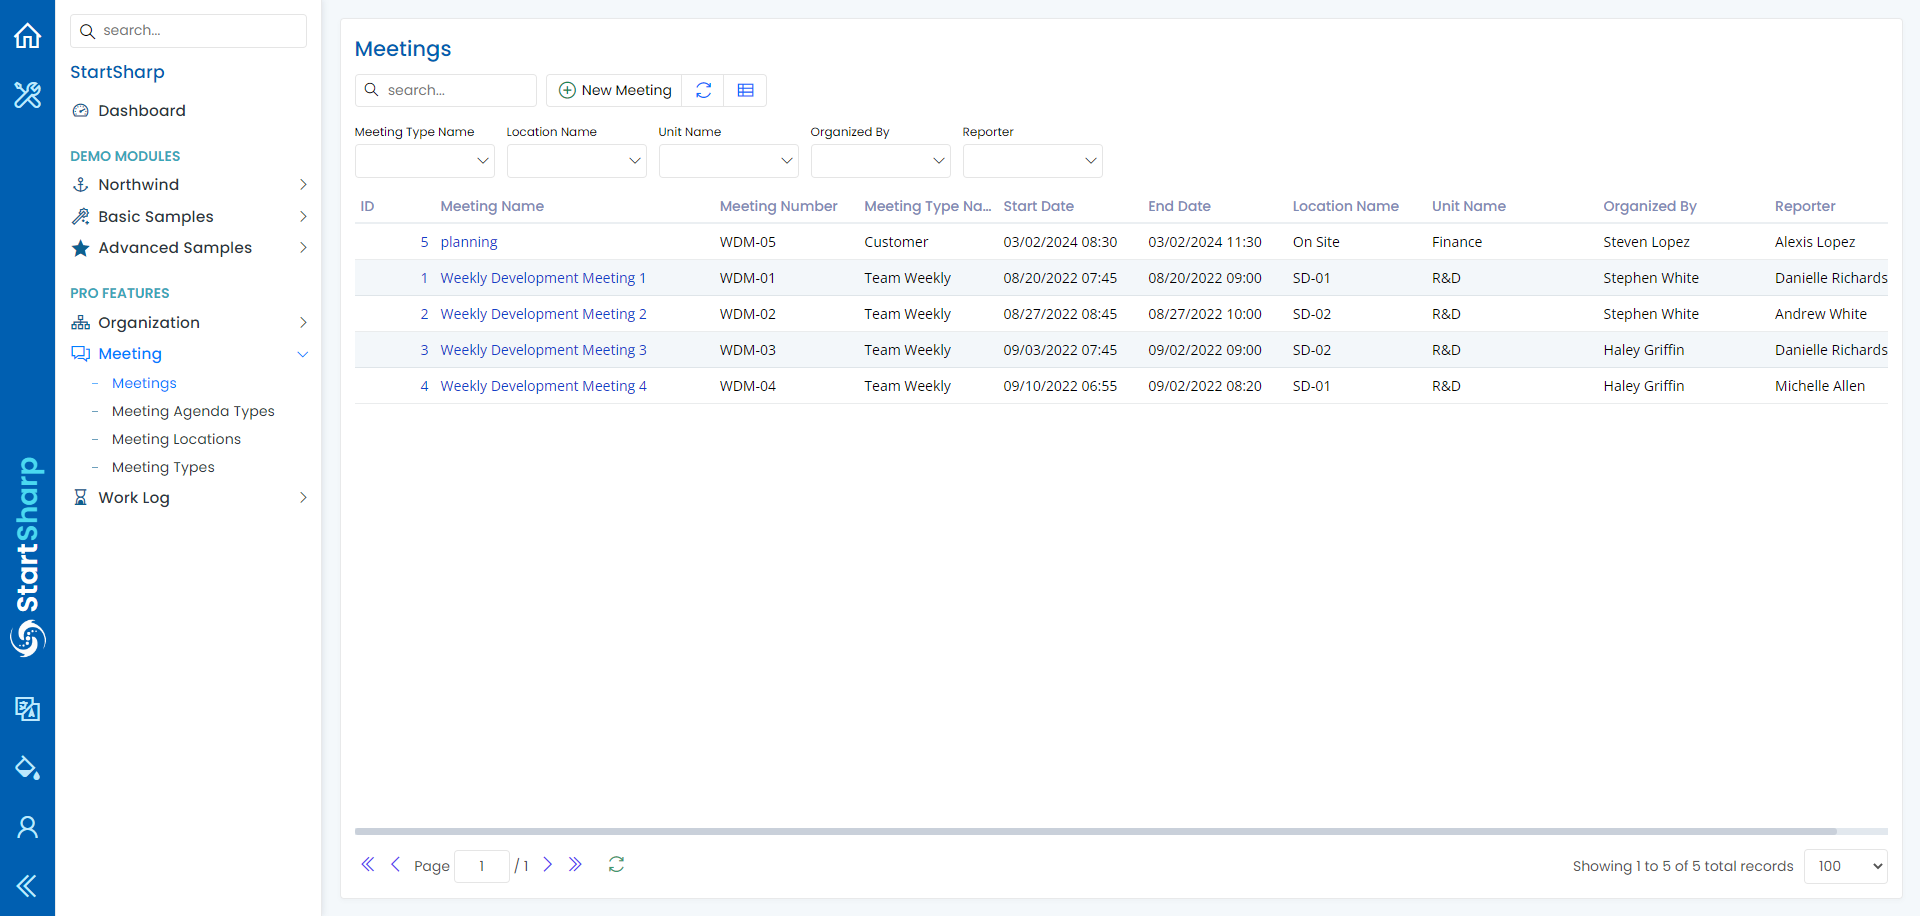 search...
StartSharp
Dashboard
DEMO MODULES
Northwind
Basic Samples
Advanced Samples
PRO FEATURES
Organization
Meeting
Meetings
Meeting Agenda Types
Meeting Locations
Meeting Types
Work Log
StartSharp
Meetings
search...
New Meeting
Meeting Type Name Location Name Unit Name Organized By Reporter
ID Meeting Name Meeting Number Meeting Type Na... Start Date End Date Location Name Unit Name Organized By Reporter
5 planning WDM-05 Customer 03/02/2024 08:30 03/02/2024 11:30 On Site Finance Steven Lopez Alexis Lopez
1 Weekly Development Meeting 1 WDM-01 Team Weekly 08/20/2022 07:45 08/20/2022 09:00 SD-01 R&D Stephen White Danielle Richards
2 Weekly Development Meeting 2 WDM-02 Team Weekly 08/27/2022 08:45 08/27/2022 10:00 SD-02 R&D Stephen White Andrew White
3 Weekly Development Meeting 3 WDM-03 Team Weekly 09/03/2022 07:45 09/02/2022 09:00 SD-02 R&D Haley Griffin Danielle Richards
4 Weekly Development Meeting 4 WDM-04 Team Weekly 09/10/2022 06:55 09/02/2022 08:20 SD-01 R&D Haley Griffin Michelle Allen
Page 1 / 1
Showing 1 to 5 of 5 total records 100